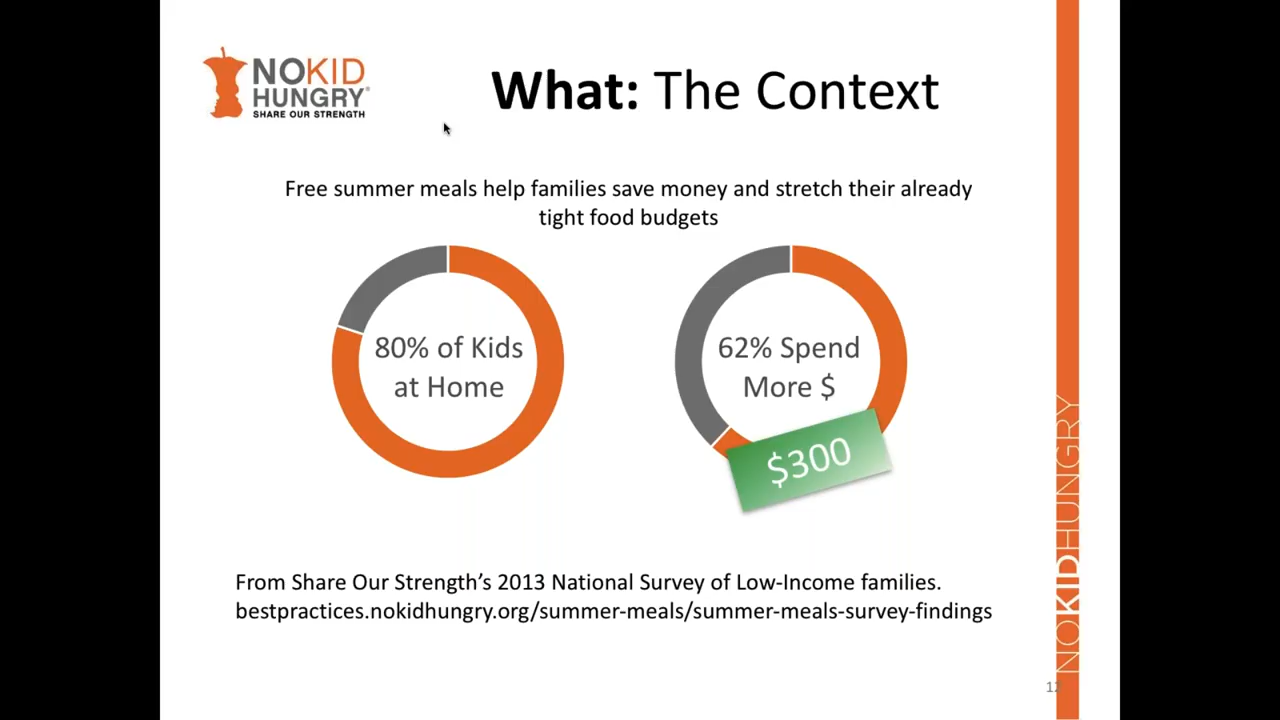 NOKID
HUNGRY®
SHARE OUR STRENGTH
What: The Context
Free summer meals help families save money and stretch their already
tight food budgets
80% of Kids
at Home
62% Spend
More $
$300
From Share Our Strength's 2013 National Survey of Low-Income families.
bestpractices.nokidhungry.org/summer-meals/summer-meals-survey-findings
NOKIDHUNGRY